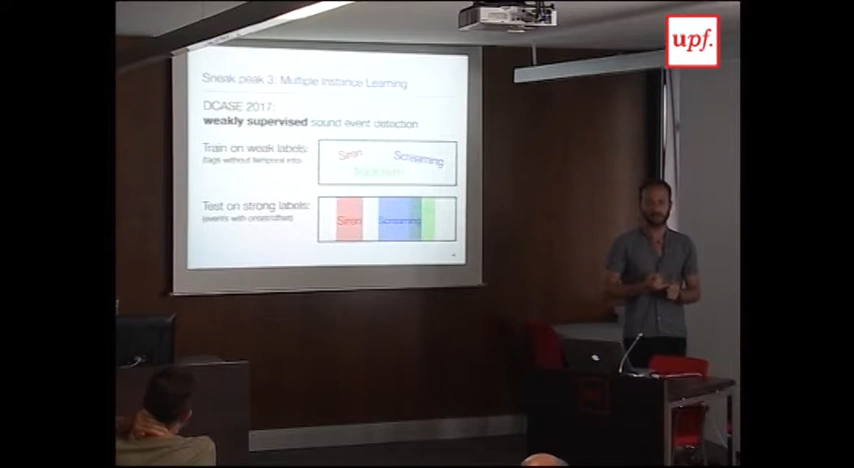 upf.
Sneak peak 3: Multiple Instance Learning
DCASE 2017:
weakly supervised sound event detection
Train on weak labels:
(tags without temporal info)
Siren
Screaming
Test on strong labels:
(events with onset/offset)
Siren
Screaming